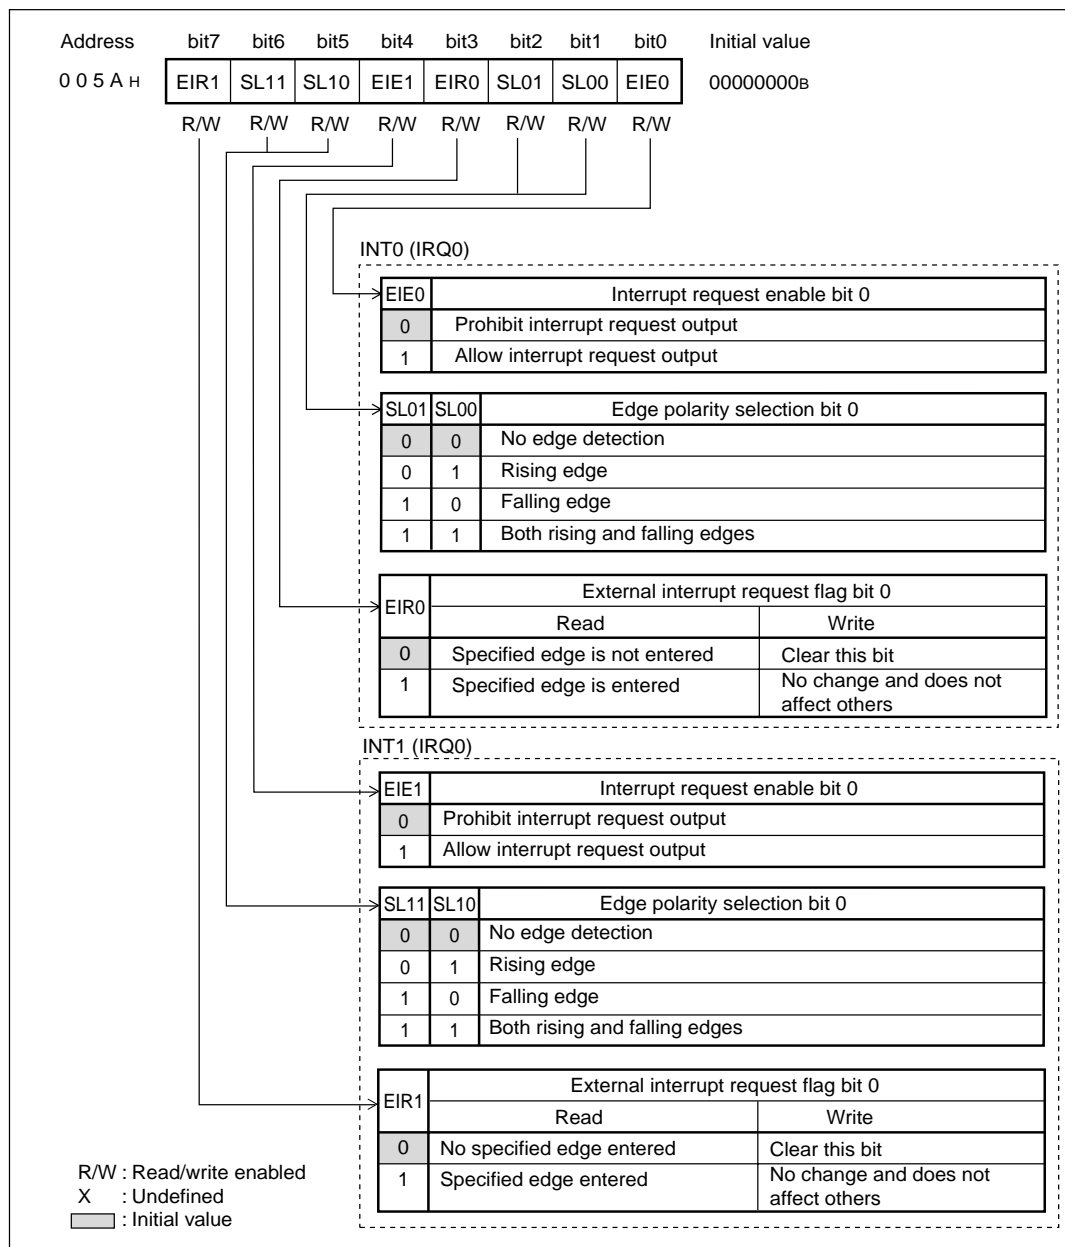 Address bit7 bit6 bit5 bit4 bit3 bit2 bit1 bit0 Initial value
0 0 5 A H EIR1 SL11 SL10 EIE1 EIR0 SL01 SL00 EIE0 00000000B
R/W R/W R/W R/W R/W R/W R/W R/W
INT0 (IRQ0)
EIE0 Interrupt request enable bit 0
0 Prohibit interrupt request output
1 Allow interrupt request output
SL01 SL00 Edge polarity selection bit 0
0 0 No edge detection
0 1 Rising edge
1 0 Falling edge
1 1 Both rising and falling edges
EIR0 External interrupt request flag bit 0
Read Write
0 Specified edge is not entered Clear this bit
1 Specified edge is entered No change and does not
affect others
INT1 (IRQ0)
EIE1 Interrupt request enable bit 0
0 Prohibit interrupt request output
1 Allow interrupt request output
SL11 SL10 Edge polarity selection bit 0
0 0 No edge detection
0 1 Rising edge
1 0 Falling edge
1 1 Both rising and falling edges
EIR1 External interrupt request flag bit 0
Read Write
0 No specified edge entered Clear this bit
1 Specified edge entered No change and does not
affect others
R/W : Read/write enabled
X : Undefined
: Initial value